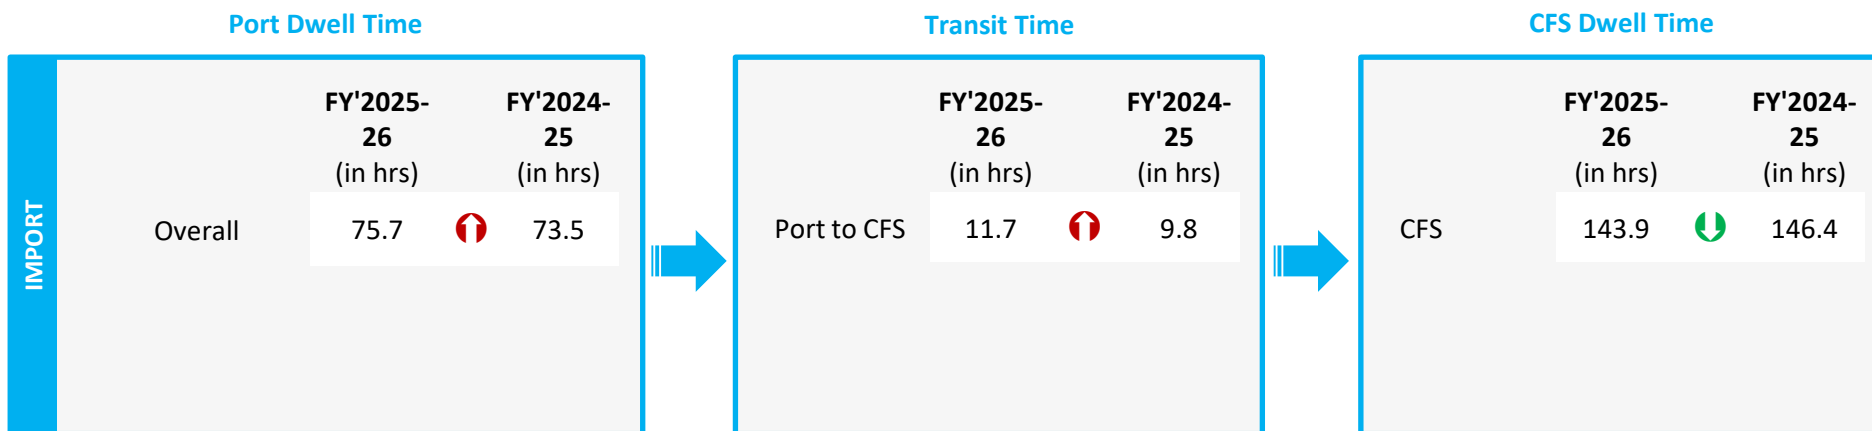 Port Dwell Time
Transit Time
CFS Dwell Time
IMPORT
FY'2025-
26
(in hrs)
FY'2024-
25
(in hrs)
Overall
75.7
73.5
FY'2025-
26
(in hrs)
FY'2024-
25
(in hrs)
Port to CFS
11.7
9.8
FY'2025-
26
(in hrs)
FY'2024-
25
(in hrs)
CFS
143.9
146.4